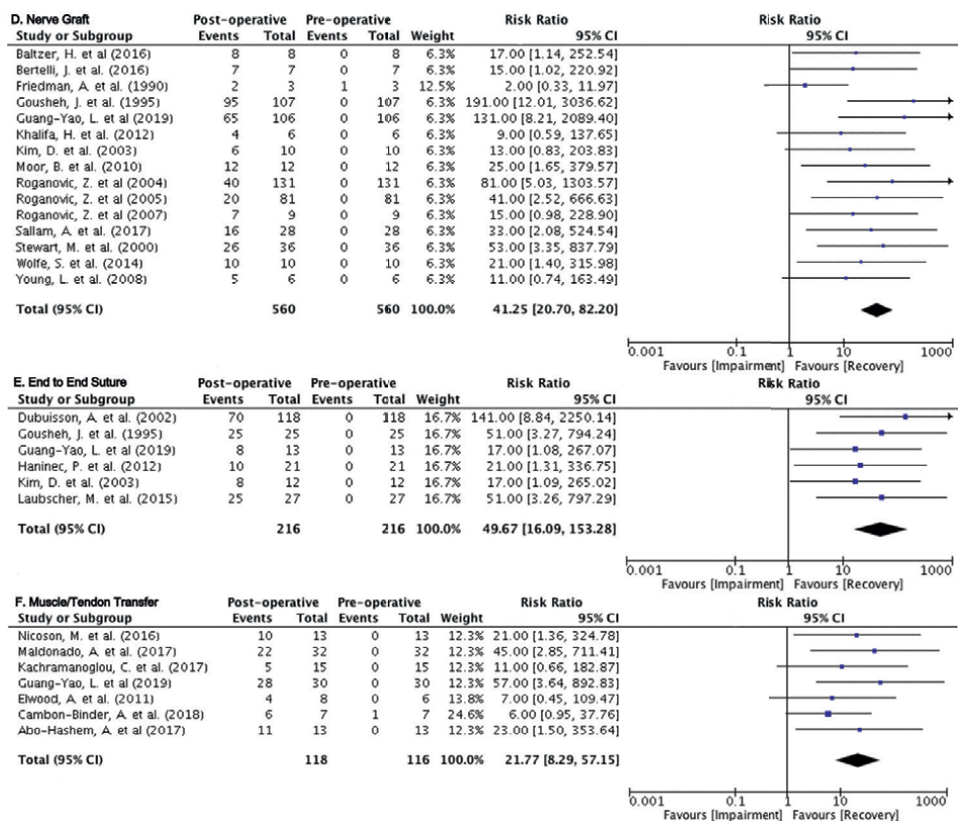 D. Nerve Graft Post-operative Pre-operative Risk Ratio Risk Ratio
Study or Subgroup Events Total Events Total Weight 95% CI 95% CI
Baltzer, H. et al (2016) 8 8 0 8 6.3% 17.00 [1.14, 252.54]
Bertelli, J. et al. (2016) 7 7 0 7 6.3% 15.00 [1.02, 220.92]
Friedman, A. et al. (1990) 2 3 1 3 12.5% 2.00 [0.33, 11.97]
Gousheh, J. et al. (1995) 95 107 0 107 6.3% 191.00 [12.01, 3036.62]
Guang-Yao, L. et al (2019) 65 106 0 106 6.3% 131.00 [8.21, 2089.40]
Khalifa, H. et al. (2012) 4 6 0 6 6.3% 9.00 [0.59, 137.65]
Kim, D. et al. (2003) 6 10 0 10 6.3% 13.00 [0.83, 203.83]
Moor, B. et al. (2010) 12 12 0 12 6.3% 25.00 [1.65, 379.57]
Roganovic, Z. et al (2004) 40 131 0 131 6.3% 81.00 [5.03, 1303.57]
Roganovic, Z. et al (2005) 20 81 0 81 6.3% 41.00 [2.52, 666.63]
Roganovic, Z. et al (2007) 7 9 0 9 6.3% 15.00 [0.98, 228.90]
Sallam, A. et al. (2017) 16 28 0 28 6.3% 33.00 [2.08, 524.54]
Stewart, M. et al. (2000) 26 36 0 36 6.3% 53.00 [3.35, 837.79]
Wolfe, S. et al. (2014) 10 10 0 10 6.3% 21.00 [1.40, 315.98]
Young, L. et al. (2008) 5 6 0 6 6.3% 11.00 [0.74, 163.49]
Total (95% CI) 560 560 100.0% 41.25 [20.70, 82.20]
0.001 0.1 1 10 1000
Favours [Impairment] Favours [Recovery]
E. End to End Suture Post-operative Pre-operative Risk Ratio Risk Ratio
Study or Subgroup Events Total Events Total Weight 95% CI 95% CI
Dubuisson, A. et al. (2002) 70 118 0 118 16.7% 141.00 [8.84, 2250.14]
Gousheh, J. et al. (1995) 25 25 0 25 16.7% 51.00 [3.27, 794.24]
Guang-Yao, L. et al (2019) 8 13 0 13 16.7% 17.00 [1.08, 267.07]
Haninec, P. et al. (2012) 10 21 0 21 16.7% 21.00 [1.31, 336.75]
Kim, D. et al. (2003) 8 12 0 12 16.7% 17.00 [1.09, 265.02]
Laubscher, M. et al. (2015) 25 27 0 27 16.7% 51.00 [3.26, 797.29]
Total (95% CI) 216 216 100.0% 49.67 [16.09, 153.28]
0.001 0.1 1 10 1000
Favours [Impairment] Favours [Recovery]
F. Muscle/Tendon Transfer Post-operative Pre-operative Risk Ratio Risk Ratio
Study or Subgroup Events Total Events Total Weight 95% CI 95% CI
Nicoson, M. et al. (2016) 10 13 0 13 12.3% 21.00 [1.36, 324.78]
Maldonado, A. et al. (2017) 22 32 0 32 12.3% 45.00 [2.85, 711.41]
Kachramanoglou, C. et al. (2017) 5 15 0 15 12.3% 11.00 [0.66, 182.87]
Guang-Yao, L. et al (2019) 28 30 0 30 12.3% 57.00 [3.64, 892.83]
Elwood, A. et al. (2011) 4 8 0 6 12.3% 7.00 [0.45, 109.47]
Cambon-Binder, A. et al. (2018) 6 7 1 7 24.6% 6.00 [0.95, 37.76]
Abo-Hashem, A. et al (2017) 11 13 0 13 12.3% 23.00 [1.50, 353.64]
Total (95% CI) 118 116 100.0% 21.77 [8.29, 57.15]
0.001 0.1 1 10 1000
Favours [Impairment] Favours [Recovery]